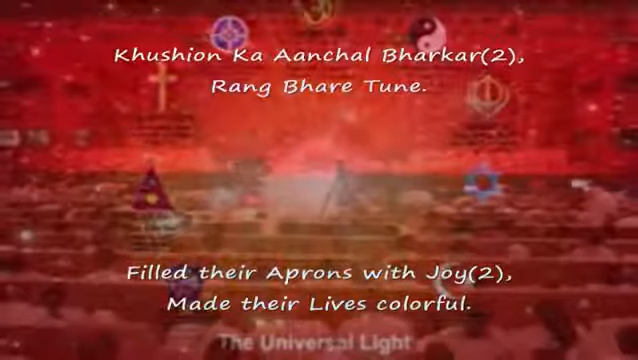 Khushion Ka Aanchal Bharkar(2),
Rang Bhare Tune.
Filled their Aprons with Joy(2),
Made their Lives colorful.
The Universal Light